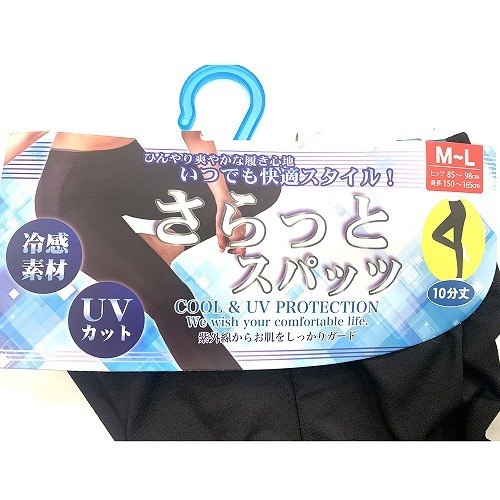 ひんやり爽やかな履き心地
いつでも快適スタイル！
さらっと
スパッツ
COOL & UV PROTECTION
We wish your comfortable life.
紫外線からお肌をしっかりガード
冷感
素材
UV
カット
M~L
ヒップ 85~98cm
身長 150~165cm
10分丈